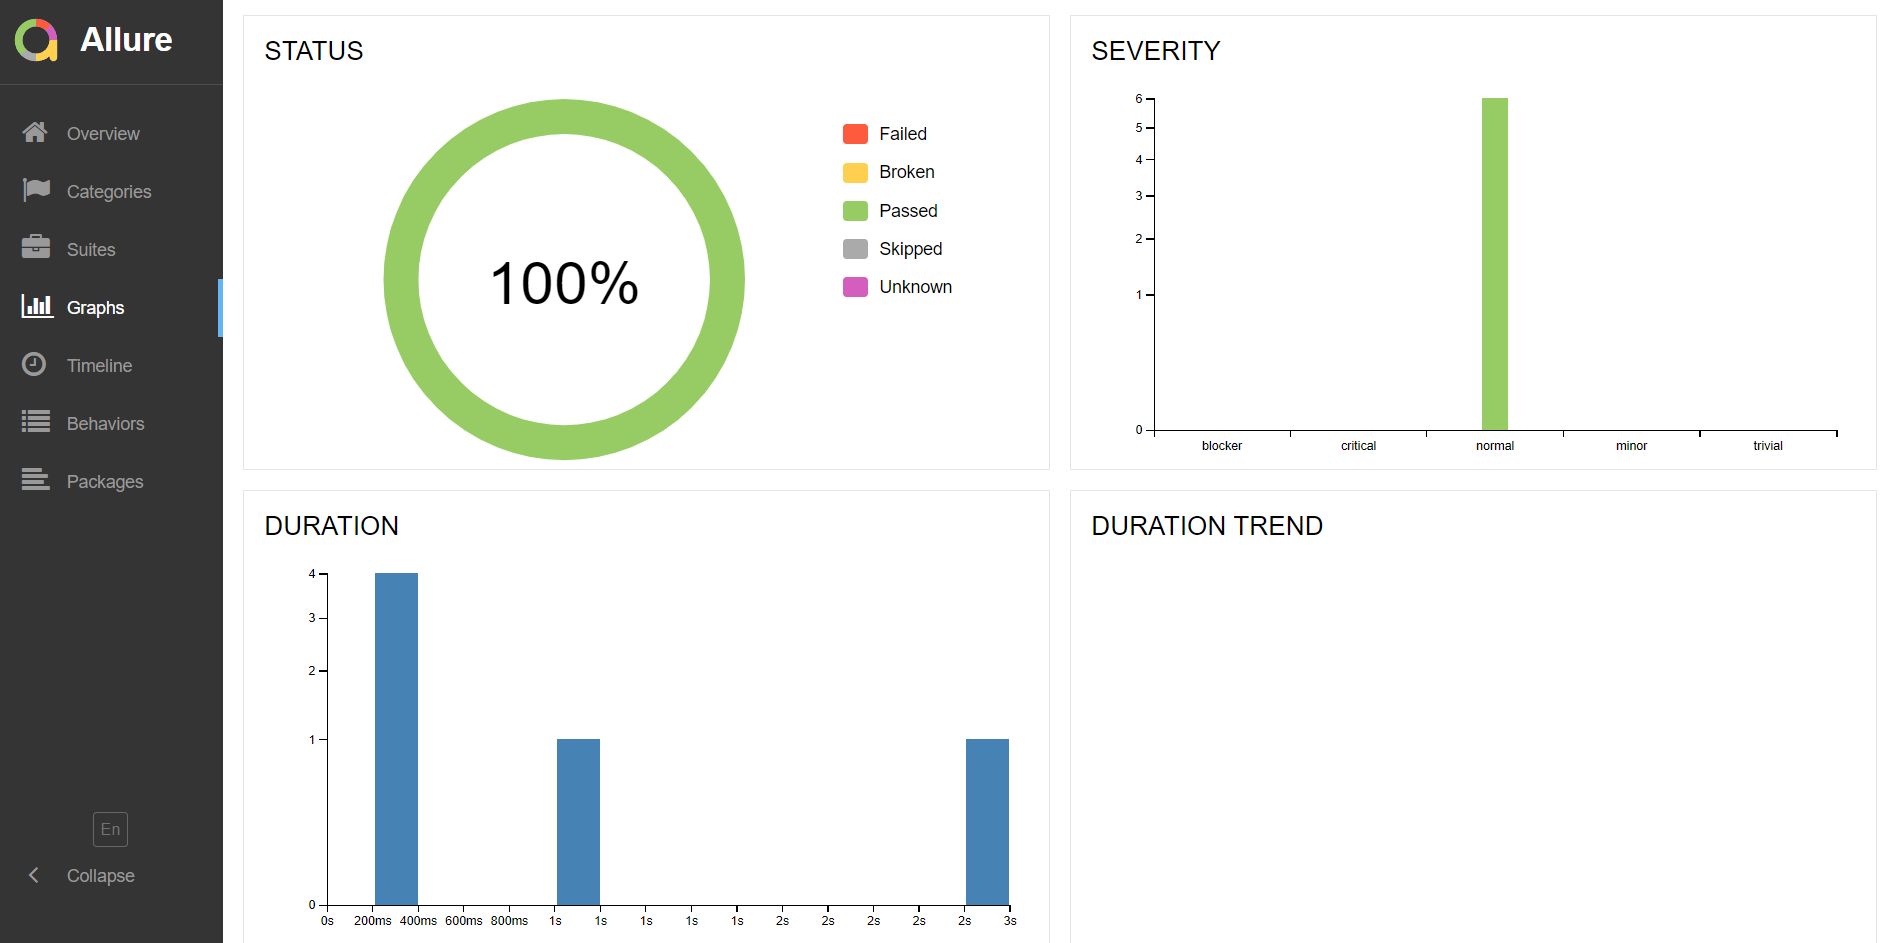 Allure
Overview
Categories
Suites
Graphs
Timeline
Behaviors
Packages
En
Collapse
STATUS
100%
Failed
Broken
Passed
Skipped
Unknown
SEVERITY
6
5
4
3
2
1
0
blocker critical normal minor trivial
DURATION
4
3
2
1
0
0s 200ms 400ms 600ms 800ms 1s 1s 1s 1s 1s 2s 2s 2s 2s 2s 3s
DURATION TREND